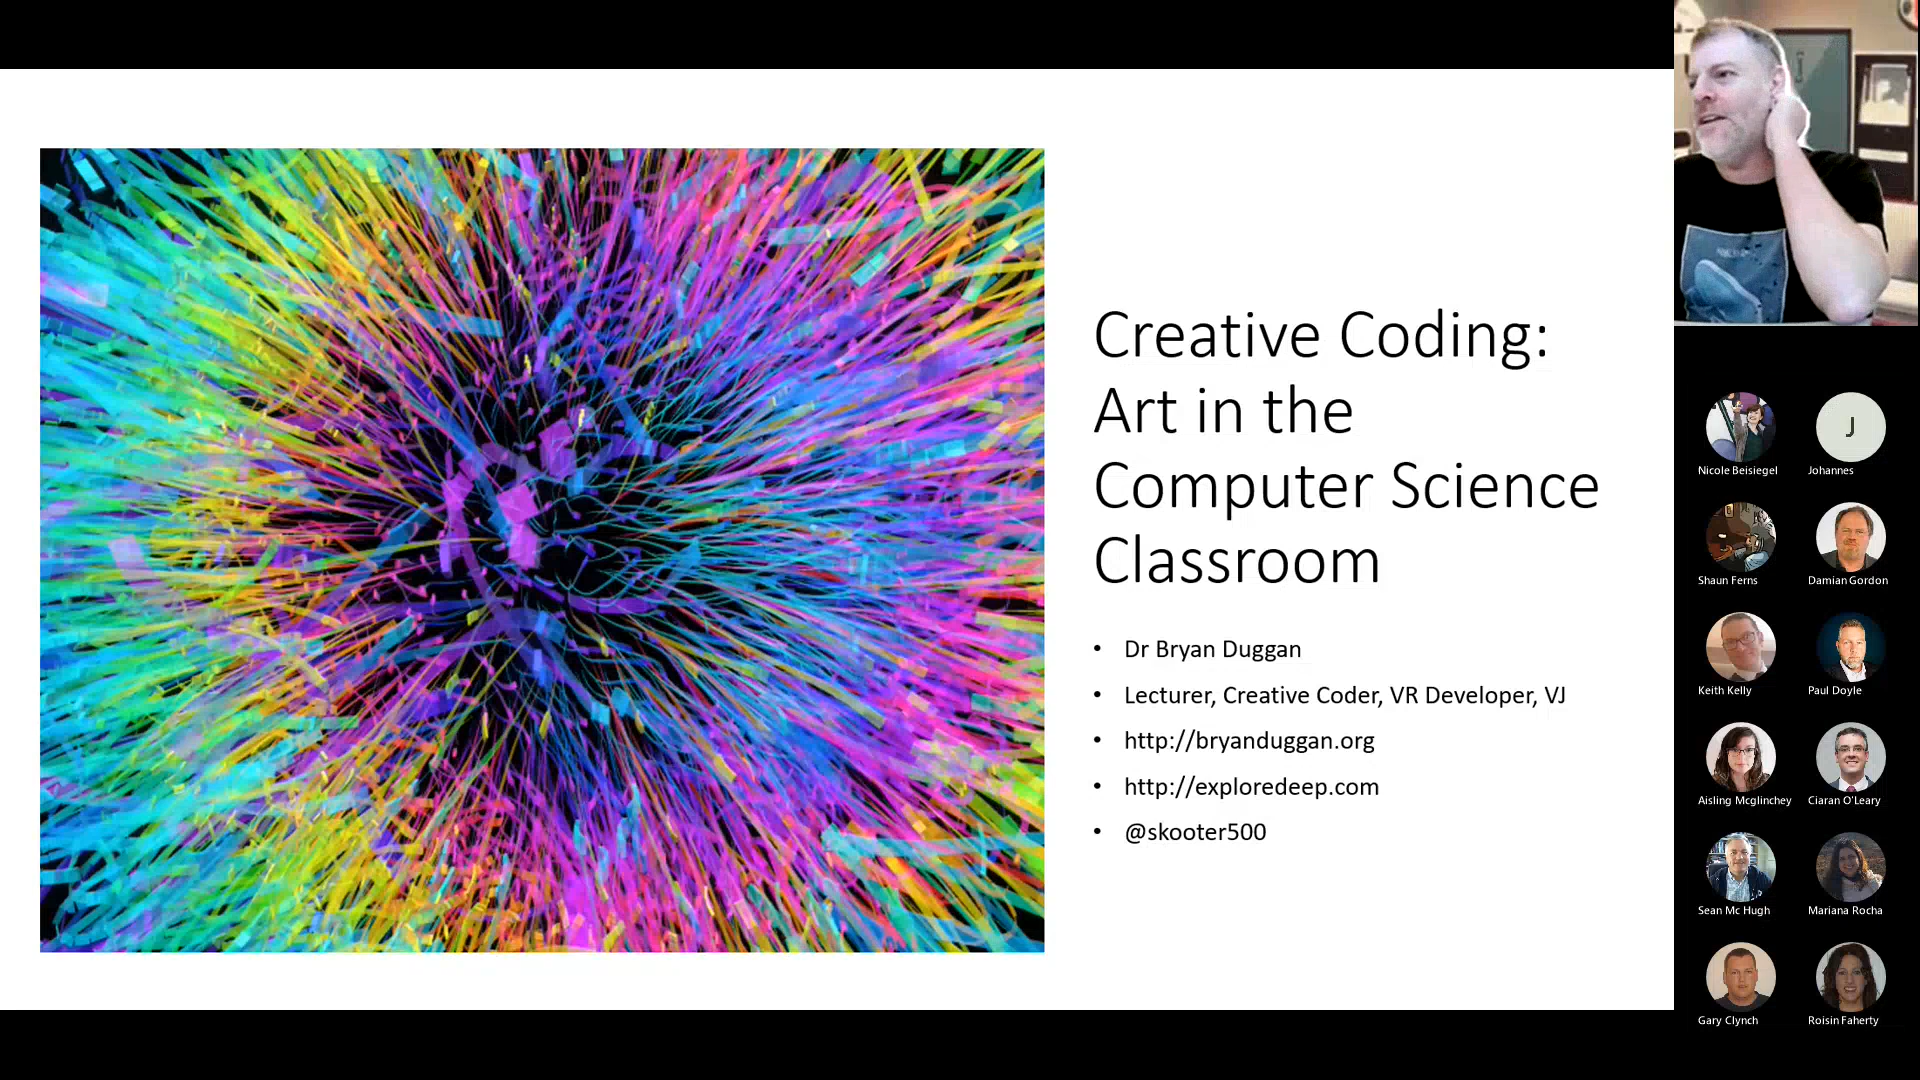 Creative Coding:
Art in the
Computer Science
Classroom
• Dr Bryan Duggan
• Lecturer, Creative Coder, VR Developer, VJ
• http://bryanduggan.org
• http://exploredeep.com
• @skooter500
J
Nicole Beisiegel
Johannes
Shaun Ferns
Damian Gordon
Keith Kelly
Paul Doyle
Aisling Mcglinchey
Ciaran O'Leary
Sean Mc Hugh
Mariana Rocha
Gary Clynch
Roisin Faherty